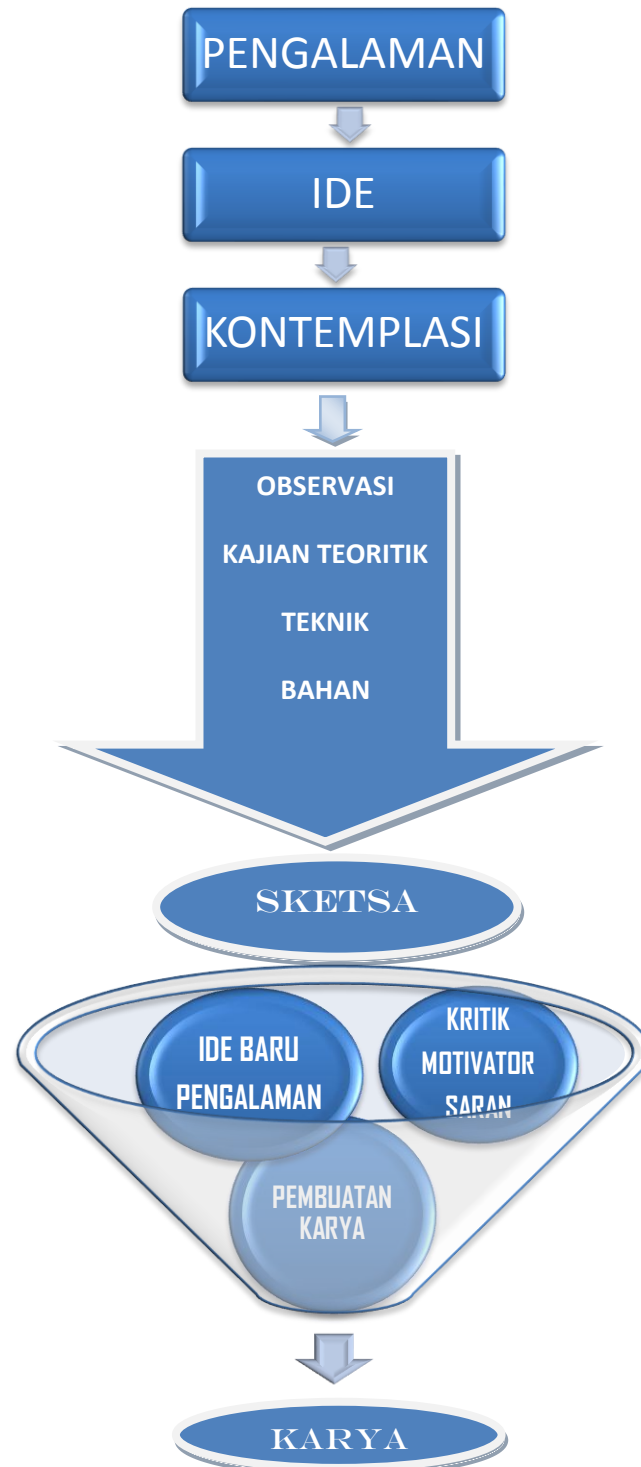 PENGALAMAN
IDE
KONTEMPLASI
OBSERVASI
KAJIAN TEORITIK
TEKNIK
BAHAN
SKETSA
IDE BARU
PENGALAMAN
KRITIK
MOTIVATOR
SARAN
PEMBUATAN
KARYA
KARYA